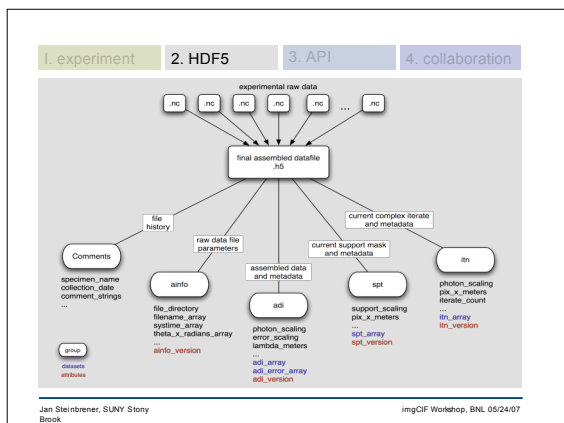 I. experiment
2. HDF5
3. API
4. collaboration
experimental raw data
.nc .nc .nc .nc .nc ... .nc
final assembled datafile
.h5
file
history
raw data file
parameters
assembled data
and metadata
current support mask
and metadata
current complex iterate
and metadata
Comments
specimen_name
collection_date
comment_strings
...
ainfo
file_directory
filename_array
systime_array
theta_x_radians_array
...
ainfo_version
adi
photon_scaling
error_scaling
lambda_meters
...
adi_array
adi_error_array
adi_version
spt
support_scaling
pix_x_meters
...
spt_array
spt_version
itn
photon_scaling
pix_x_meters
iterate_count
...
itn_array
itn_version
group
datasets
attributes
Jan Steinbrener, SUNY Stony
Brook
imgCIF Workshop, BNL 05/24/07